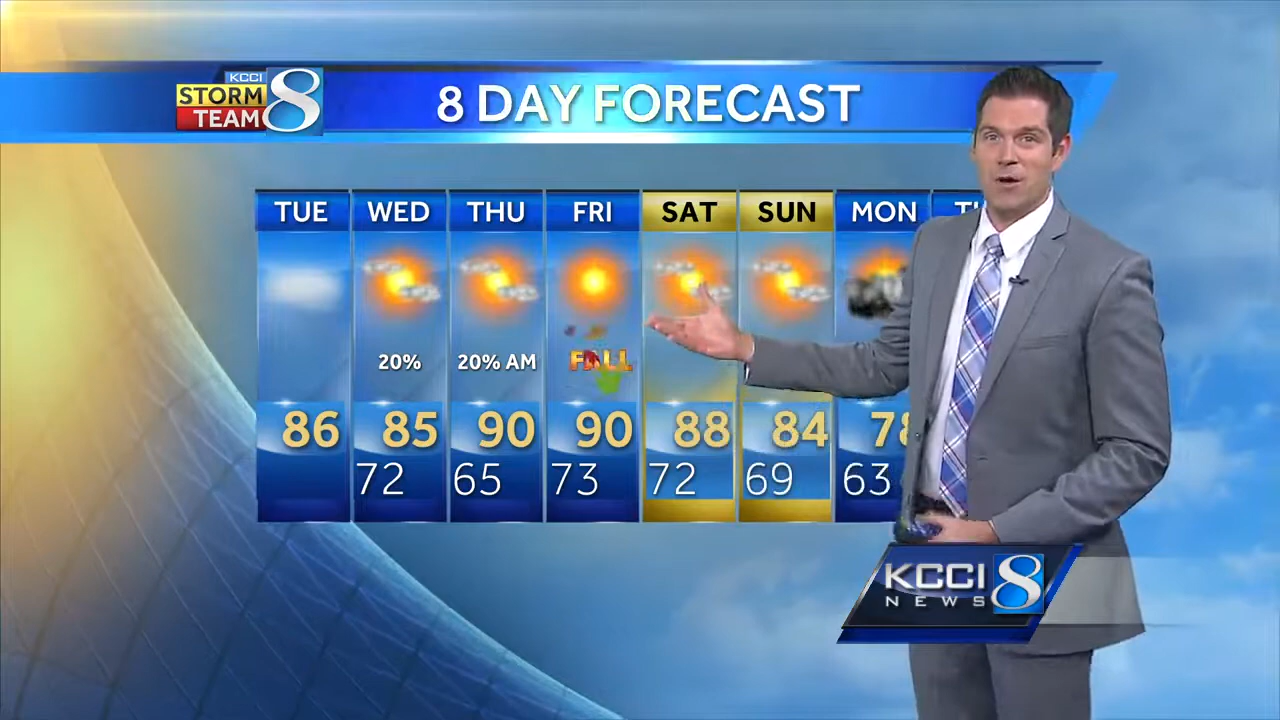 KCCI
STORM 8
TEAM
8 DAY FORECAST
TUE WED THU FRI SAT SUN MON
20% 20% AM FALL
86 85 90 90 88 84 78
72 65 73 72 69 63
KCCI 8
NEWS